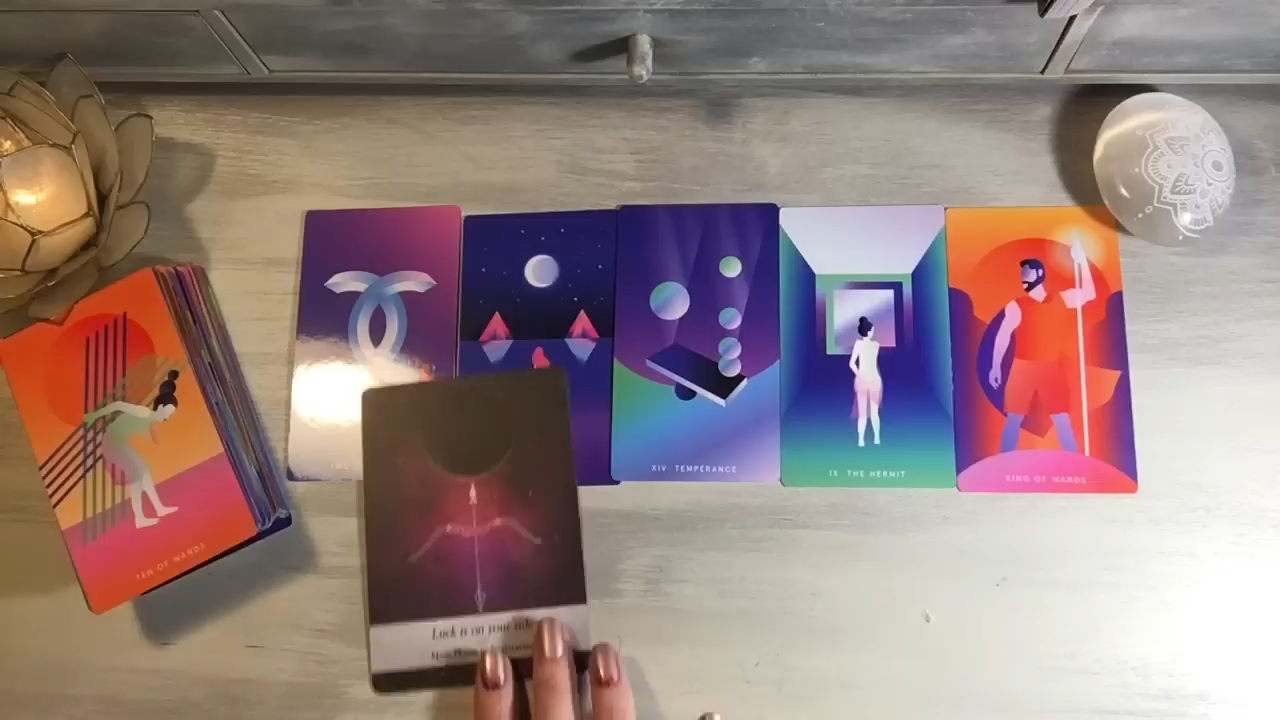 XIV TEMPERANCE
IX THE HERMIT
KING OF WANDS
TEN OF WANDS
Luck is on your side